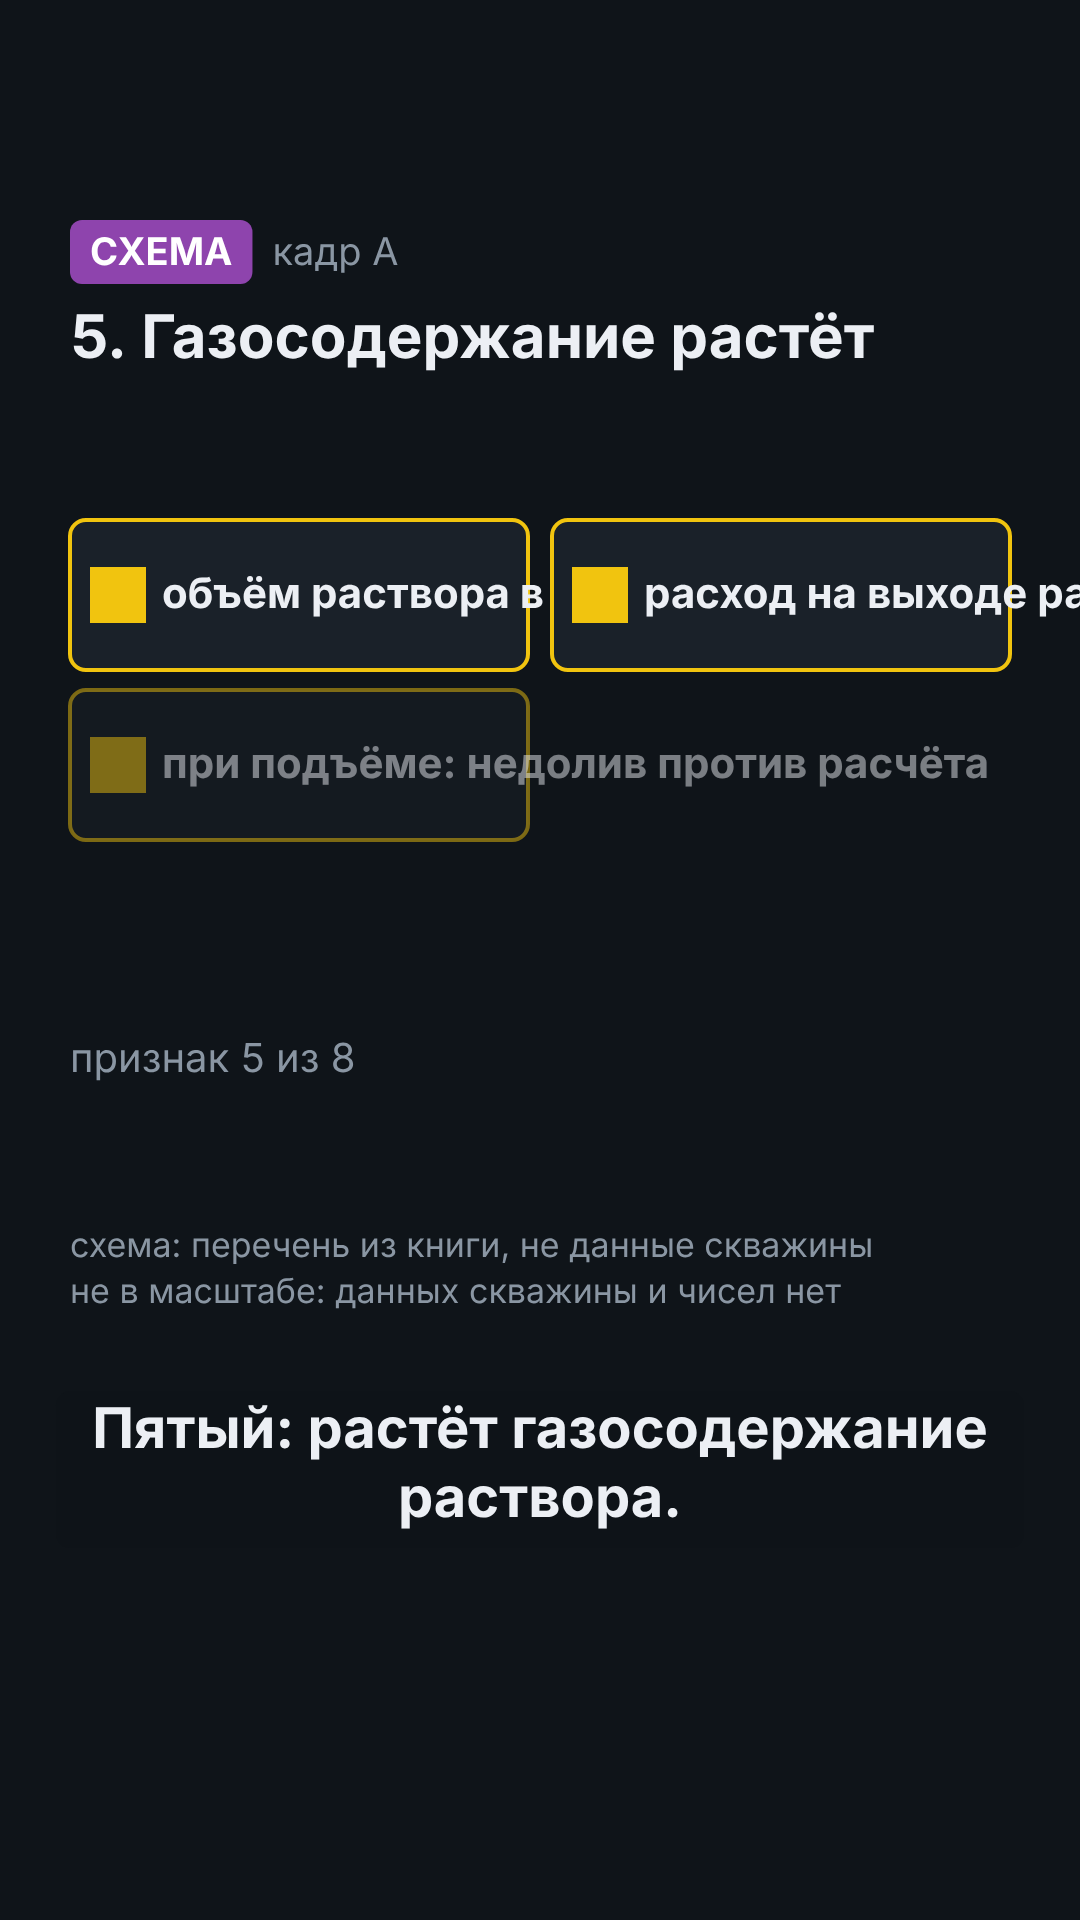 СХЕМА кадр А
5. Газосодержание растёт
объём раствора в
расход на выходе
при подъёме: недолив против расчёта
признак 5 из 8
схема: перечень из книги, не данные скважины
не в масштабе: данных скважины и чисел нет
Пятый: растёт газосодержание
раствора.